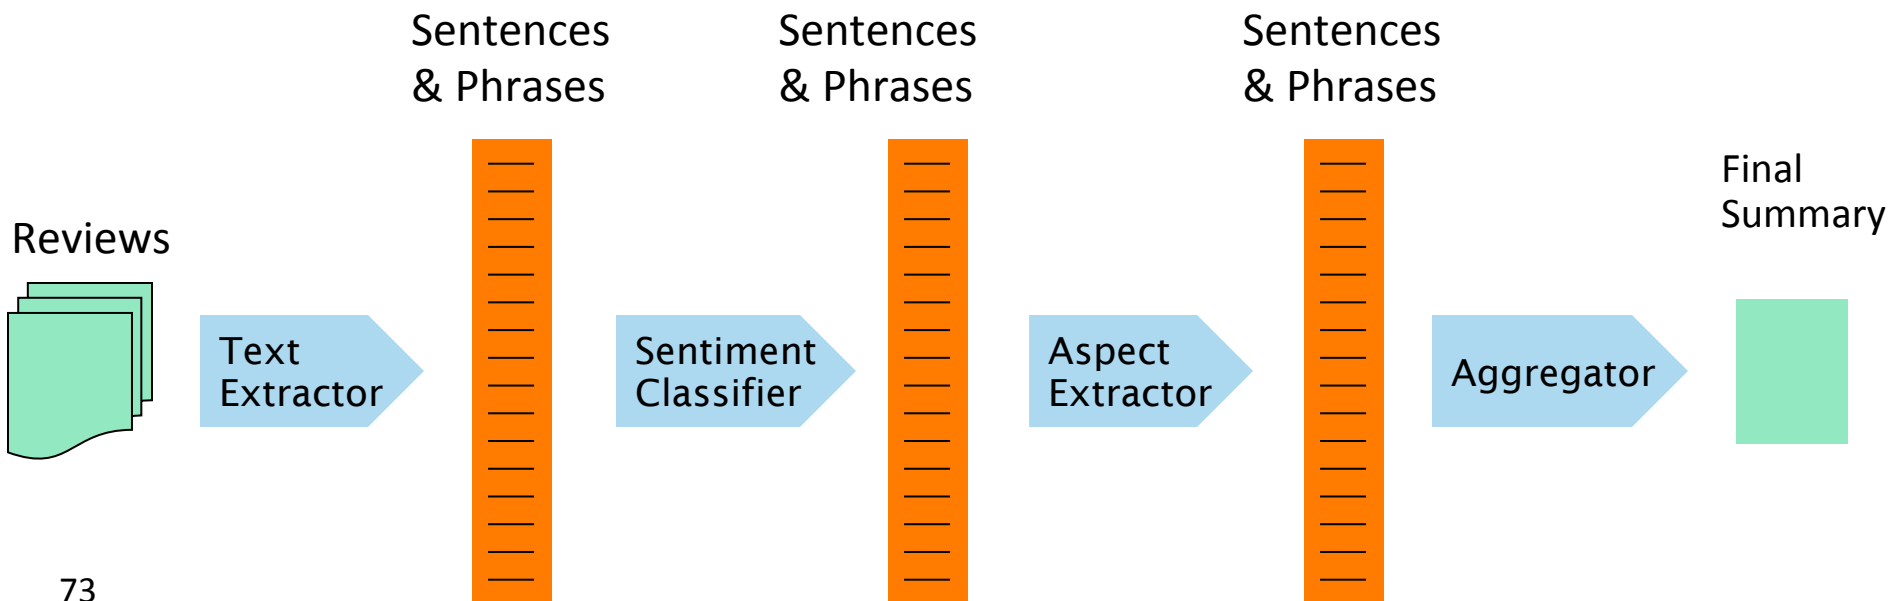 Sentences
& Phrases
Sentences
& Phrases
Sentences
& Phrases
Final
Summary
Reviews
Text
Extractor
Sentiment
Classifier
Aspect
Extractor
Aggregator
73